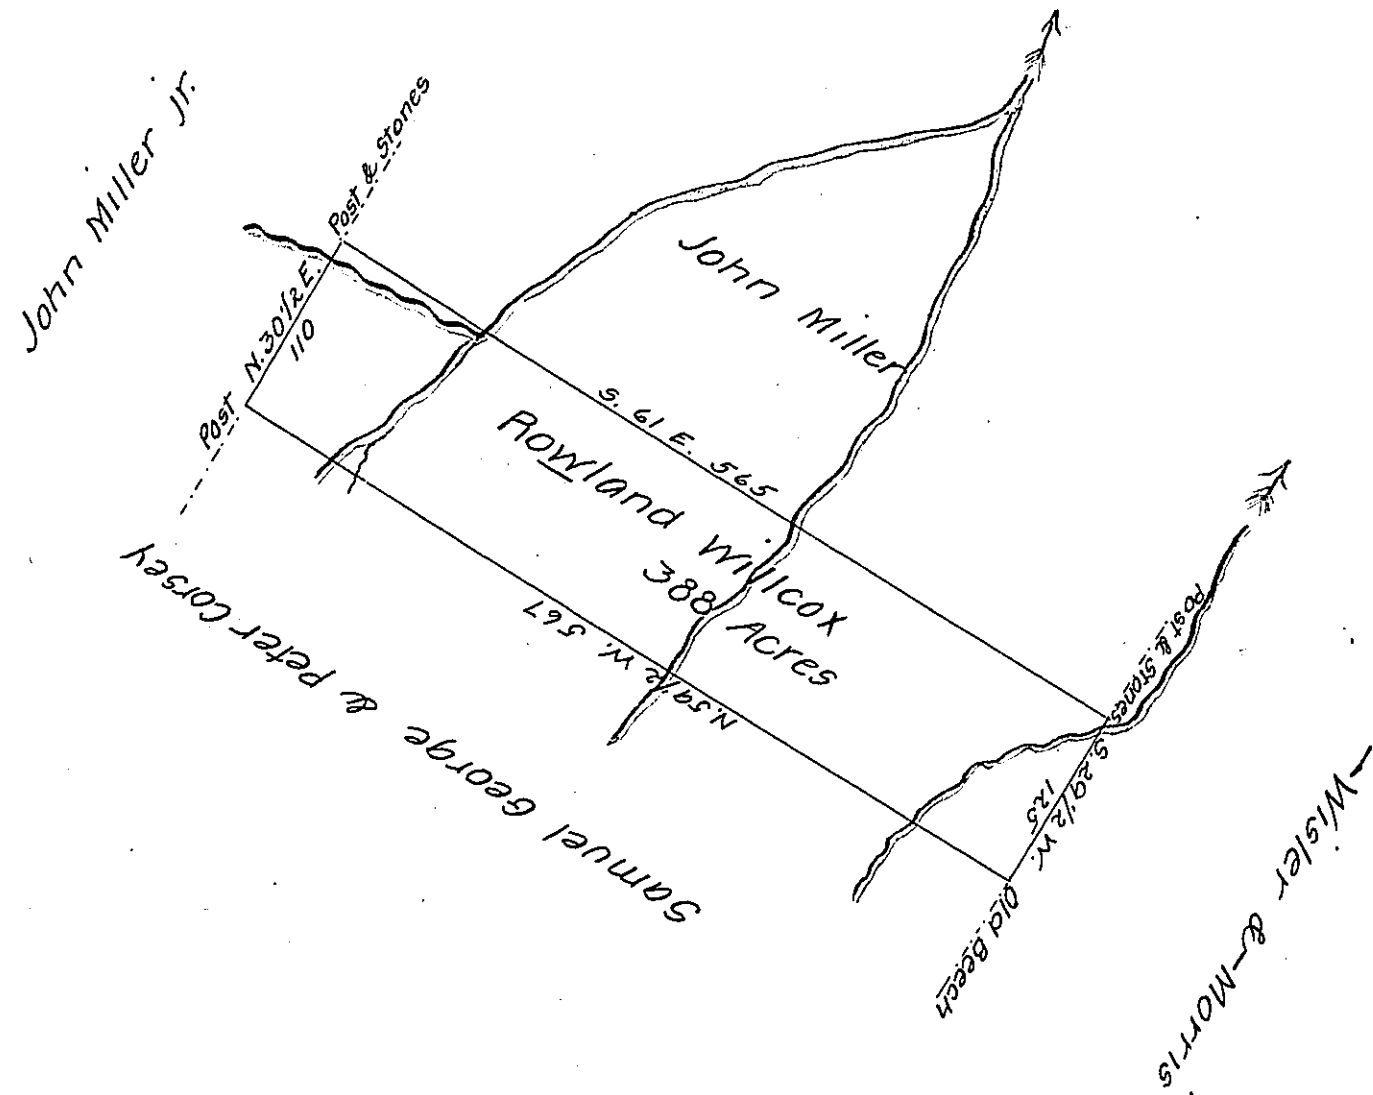 John Miller jr.
Post & Stones
N. 30 1/2 E.
110
Post
John Miller
S. 61 E. 565
Rowland Willcox
388 Acres
N. 59 1/2 W. 567
Samuel George & Peter Corsey
Post & Stones
S. 29 1/2 W.
125
Old Beech
Wisler & Morris